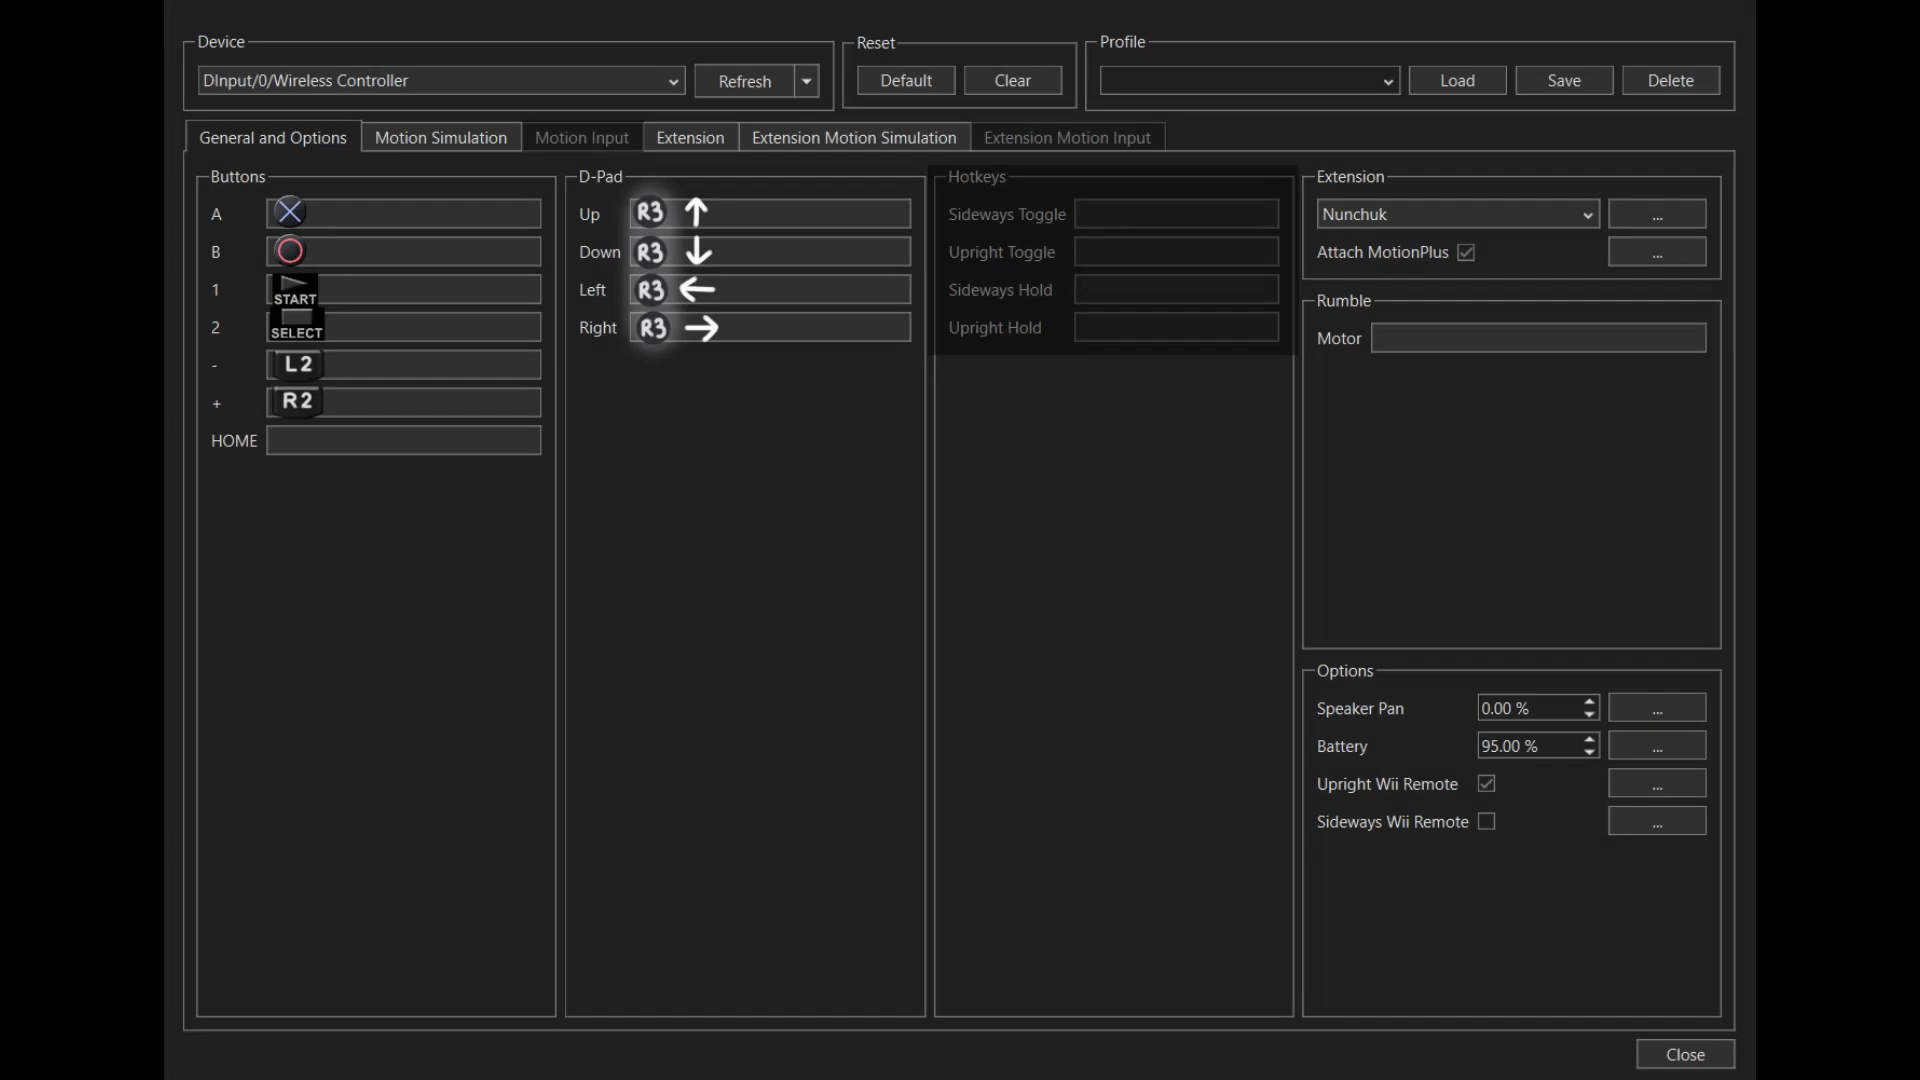 Device
DInput/0/Wireless Controller
Refresh
Reset
Default
Clear
Profile
Load
Save
Delete
General and Options
Motion Simulation
Motion Input
Extension
Extension Motion Simulation
Extension Motion Input
Buttons
A
B
1 START
2 SELECT
- L2
+ R2
HOME
D-Pad
Up R3 ↑
Down R3 ↓
Left R3 ←
Right R3 →
Hotkeys
Sideways Toggle
Upright Toggle
Sideways Hold
Upright Hold
Extension
Nunchuk ...
Attach MotionPlus ...
Rumble
Motor
Options
Speaker Pan 0.00 % ...
Battery 95.00 % ...
Upright Wii Remote ...
Sideways Wii Remote ...
Close